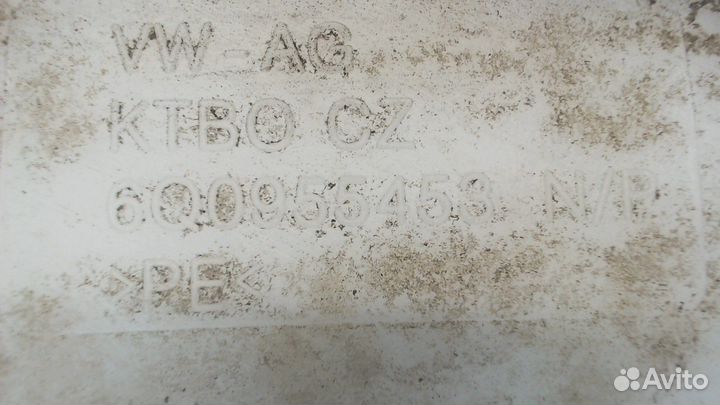 VW-AG
KTBO CZ
6Q0955453 N/P
>PE<
Avito